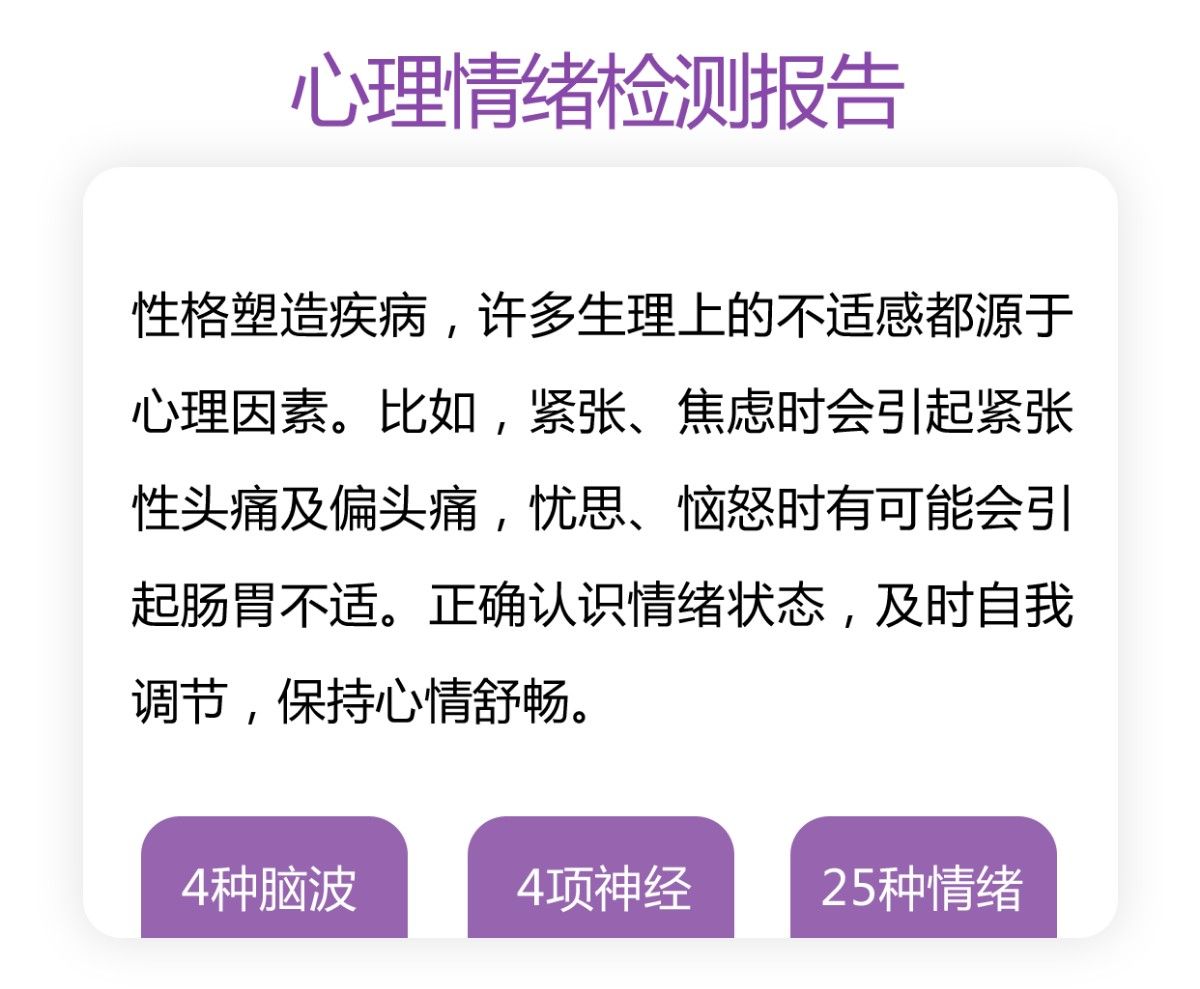 心理情绪检测报告
性格塑造疾病，许多生理上的不适感都源于
心理因素。比如，紧张、焦虑时会引起紧张
性头痛及偏头痛，忧思、恼怒时有可能会引
起肠胃不适。正确认识情绪状态，及时自我
调节，保持心情舒畅。
4种脑波
4项神经
25种情绪